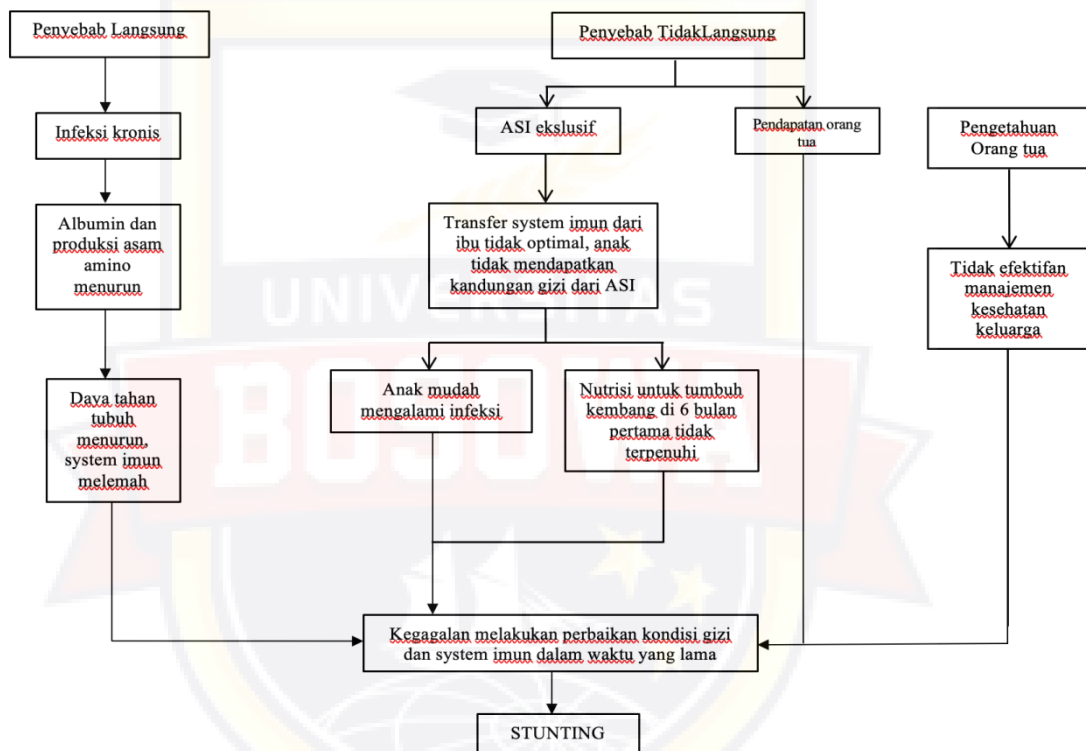 Penyebab Langsung
Penyebab TidakLangsung
Infeksi kronis
ASI ekslusif
Pendapatan orang
tua
Pengetahuan
Orang tua
Albumin dan
produksi asam
amino
menurun
Transfer system imun dari
ibu tidak optimal, anak
tidak mendapatkan
kandungan gizi dari ASI
Tidak efektifan
manajemen
kesehatan
keluarga
Daya tahan
tubuh
menurun,
system imun
melemah
Anak mudah
mengalami infeksi
Nutrisi untuk tumbuh
kembang di 6 bulan
pertama tidak
terpenuhi
Kegagalan melakukan perbaikan kondisi gizi
dan system imun dalam waktu yang lama
STUNTING
UNIVERSITAS
BOSOWA